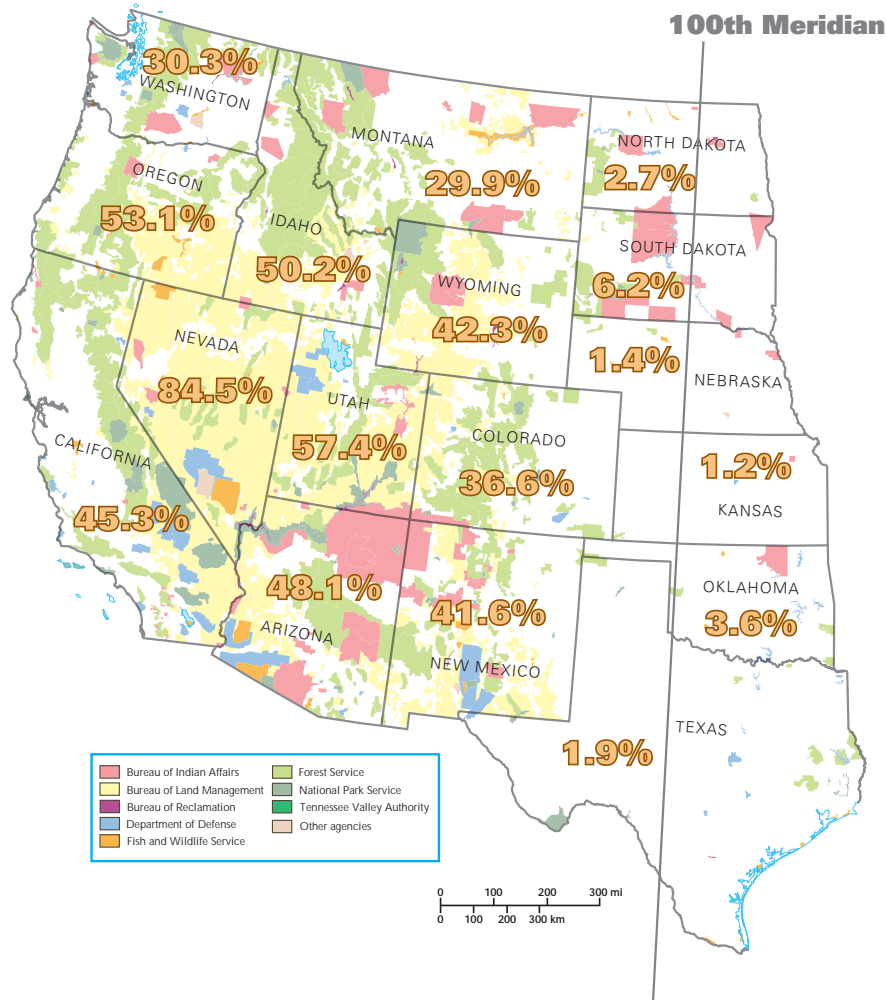 100th Meridian
30.3%
WASHINGTON
MONTANA
29.9%
NORTH DAKOTA
2.7%
OREGON
53.1%
IDAHO
50.2%
SOUTH DAKOTA
6.2%
WYOMING
42.3%
NEVADA
84.5%
UTAH
57.4%
1.4%
NEBRASKA
COLORADO
36.6%
CALIFORNIA
45.3%
1.2%
KANSAS
48.1%
ARIZONA
41.6%
NEW MEXICO
OKLAHOMA
3.6%
TEXAS
1.9%
Bureau of Indian Affairs
Bureau of Land Management
Bureau of Reclamation
Department of Defense
Fish and Wildlife Service
Forest Service
National Park Service
Tennessee Valley Authority
Other agencies
0 100 200 300 mi
0 100 200 300 km